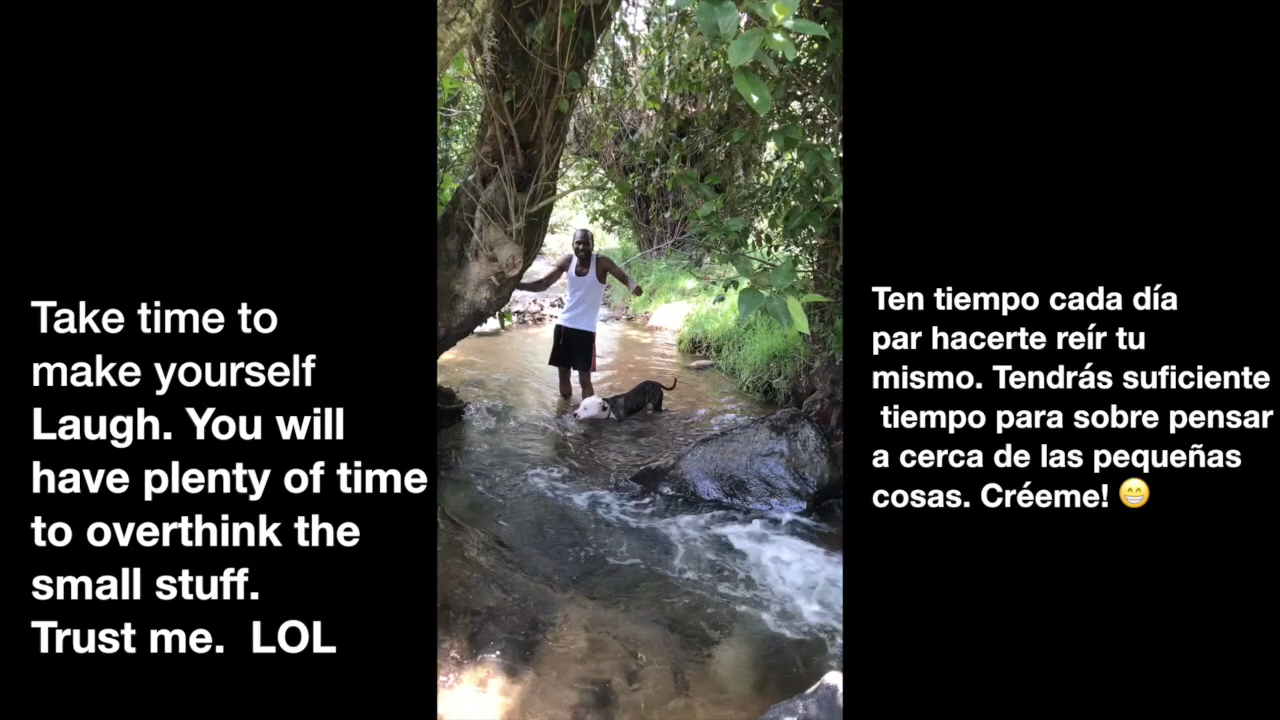 Take time to
make yourself
Laugh. You will
have plenty of time
to overthink the
small stuff.
Trust me.  LOL
Ten tiempo cada día
par hacerte reír tu
mismo. Tendrás suficiente
tiempo para sobre pensar
a cerca de las pequeñas
cosas. Créeme! 😁